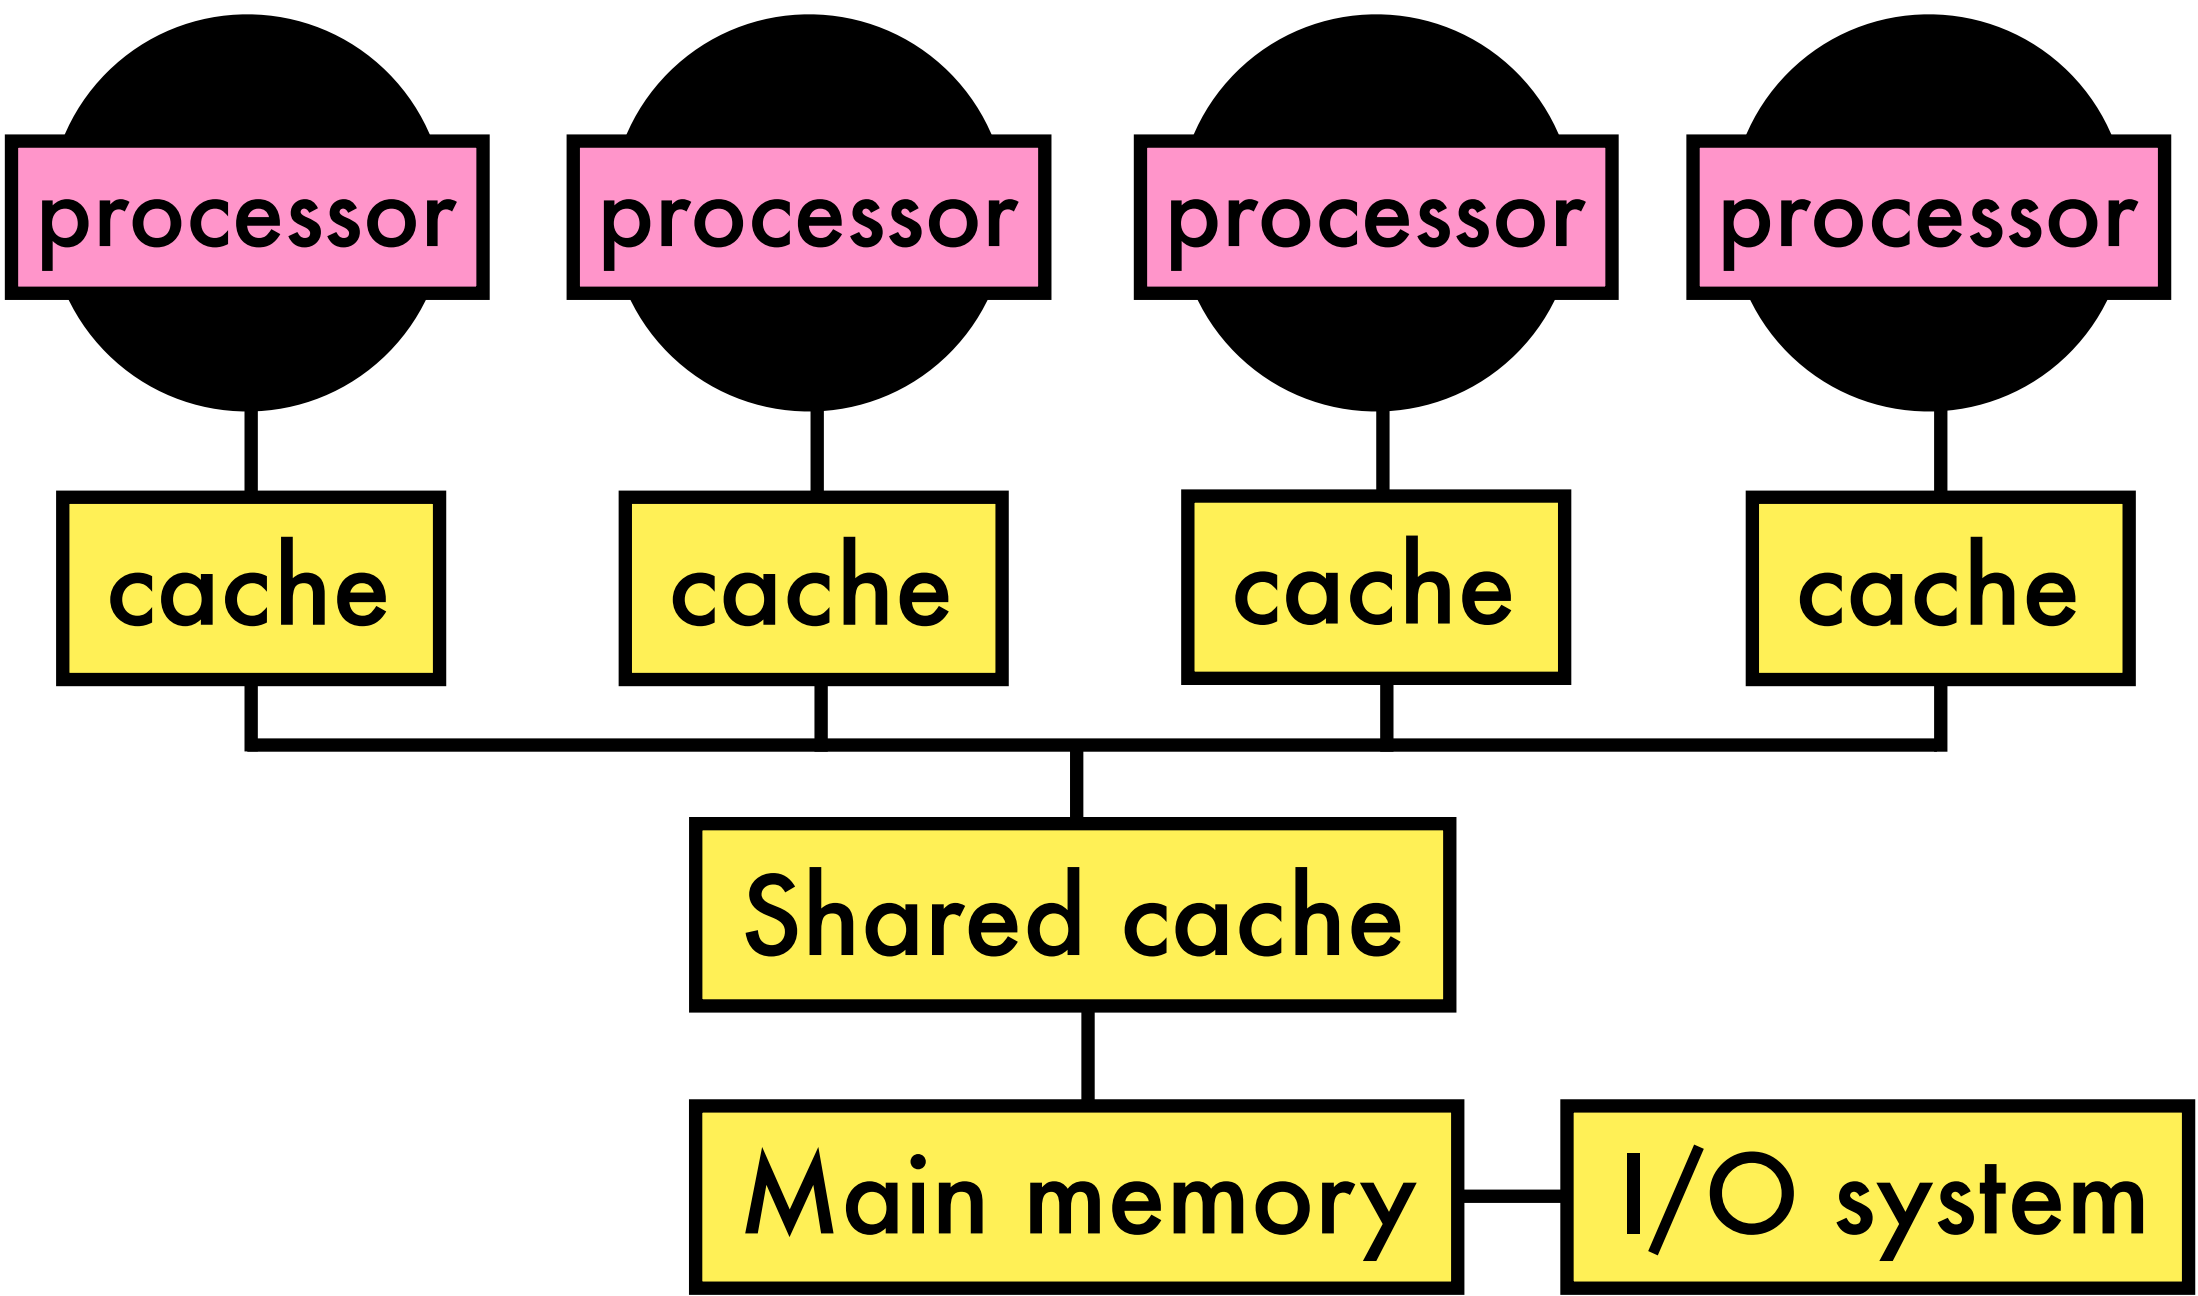 processor processor processor processor
cache cache cache cache
Shared cache
Main memory I/O system